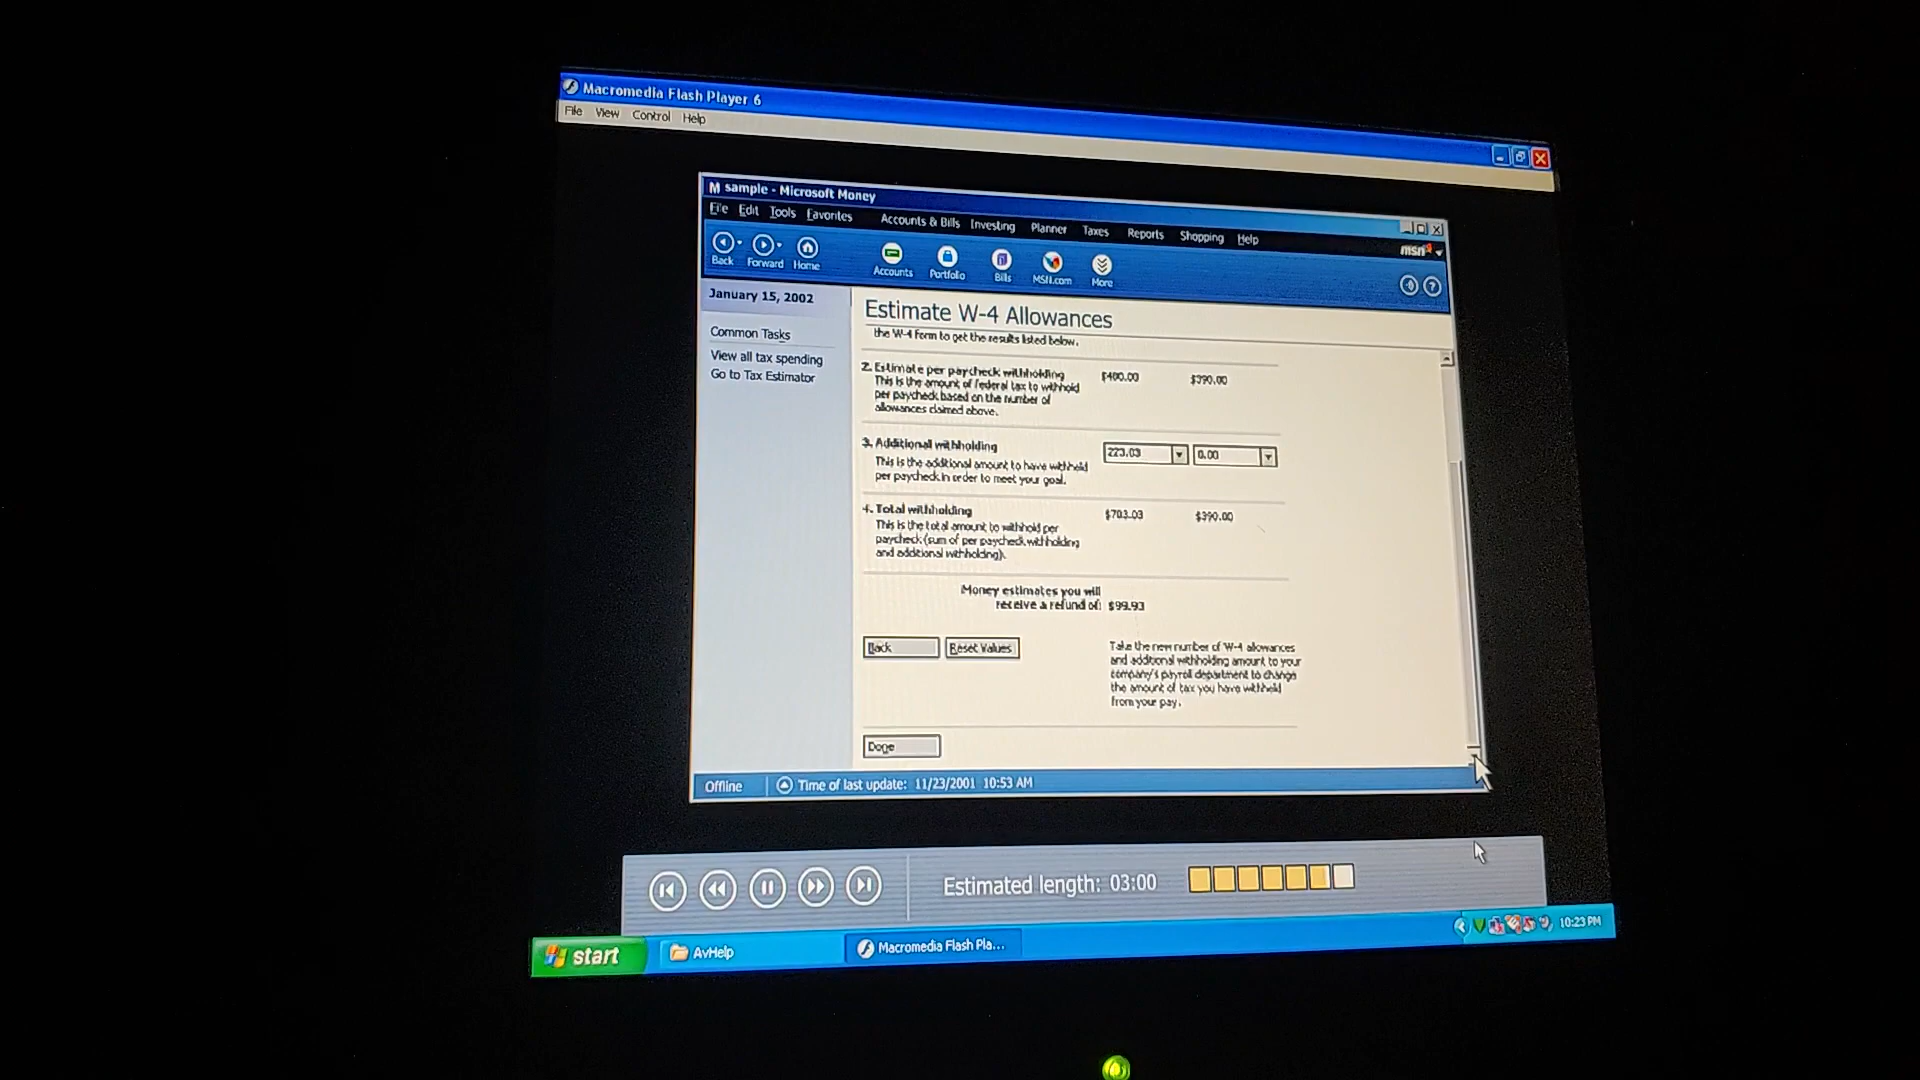 Macromedia Flash Player 6
File View Control Help
sample - Microsoft Money
File Edit Tools Favorites Accounts & Bills Investing Planner Taxes Reports Shopping Help
msn
Back Forward Home Accounts Portfolio Bills MSN.com More
January 15, 2002
Common Tasks
View all tax spending
Go to Tax Estimator
Estimate W-4 Allowances
the W-4 form to get the results listed below.
2. Estimate per paycheck withholding $480.00 $390.00
This is the amount of federal tax to withhold
per paycheck based on the number of
allowances claimed above.
3. Additional withholding 223.03 0.00
This is the additional amount to have withheld
per paycheck in order to meet your goal.
4. Total withholding $703.03 $390.00
This is the total amount to withhold per
paycheck (sum of per paycheck withholding
and additional withholding).
Money estimates you will
receive a refund of: $99.93
Back Reset Values
Take the new number of W-4 allowances
and additional withholding amount to your
company's payroll department to change
the amount of tax you have withheld
from your pay.
Done
Offline Time of last update: 11/23/2001 10:53 AM
Estimated length: 03:00
start AvHelp Macromedia Flash Pla... 10:23 PM